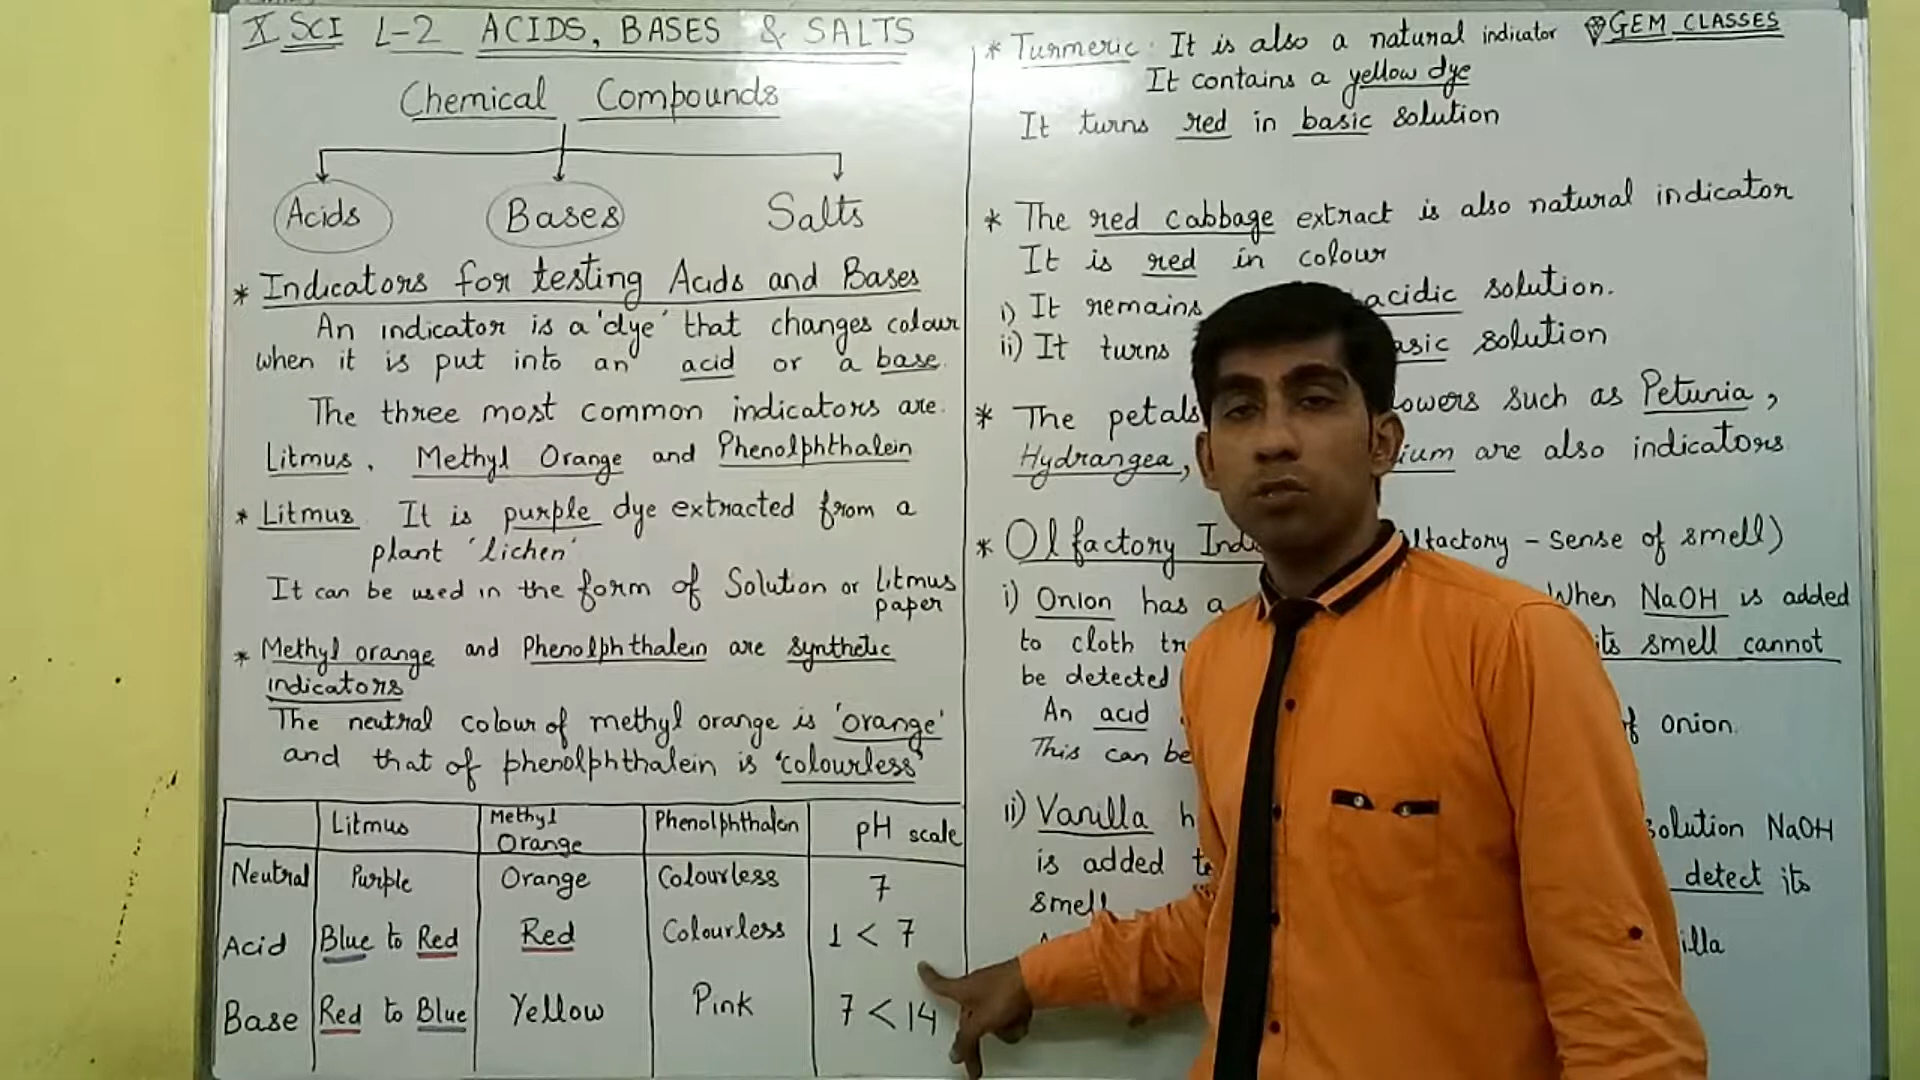 X SCI L-2 ACIDS, BASES & SALTS
Chemical Compounds
Acids Bases Salts
* Indicators for testing Acids and Bases
An indicator is a 'dye' that changes colour
when it is put into an acid or a base.
The three most common indicators are.
Litmus, Methyl Orange and Phenolphthalein
* Litmus It is purple dye extracted from a
plant 'lichen'
It can be used in the form of Solution or litmus
paper
* Methyl orange and Phenolphthalein are synthetic
indicators
The neutral colour of methyl orange is 'orange'
and that of phenolphthalein is 'colourless'
Litmus Methyl Orange Phenolphthalen pH scale
Neutral Purple Orange Colourless 7
Acid Blue to Red Red Colourless 1 < 7
Base Red to Blue Yellow Pink 7 < 14
GEM CLASSES
* Turmeric. It is also a natural indicator
It contains a yellow dye
It turns red in basic solution
* The red cabbage extract is also natural indicator
It is red in colour
i) It remains acidic solution.
ii) It turns solution
* The petals such as Petunia,
Hydrangea, are also indicators
* Olfactory - sense of smell)
i) Onion has a When NaOH is added
to cloth its smell cannot
be detected
An acid of onion.
This can be
ii) Vanilla solution NaOH
is added detect its
smell